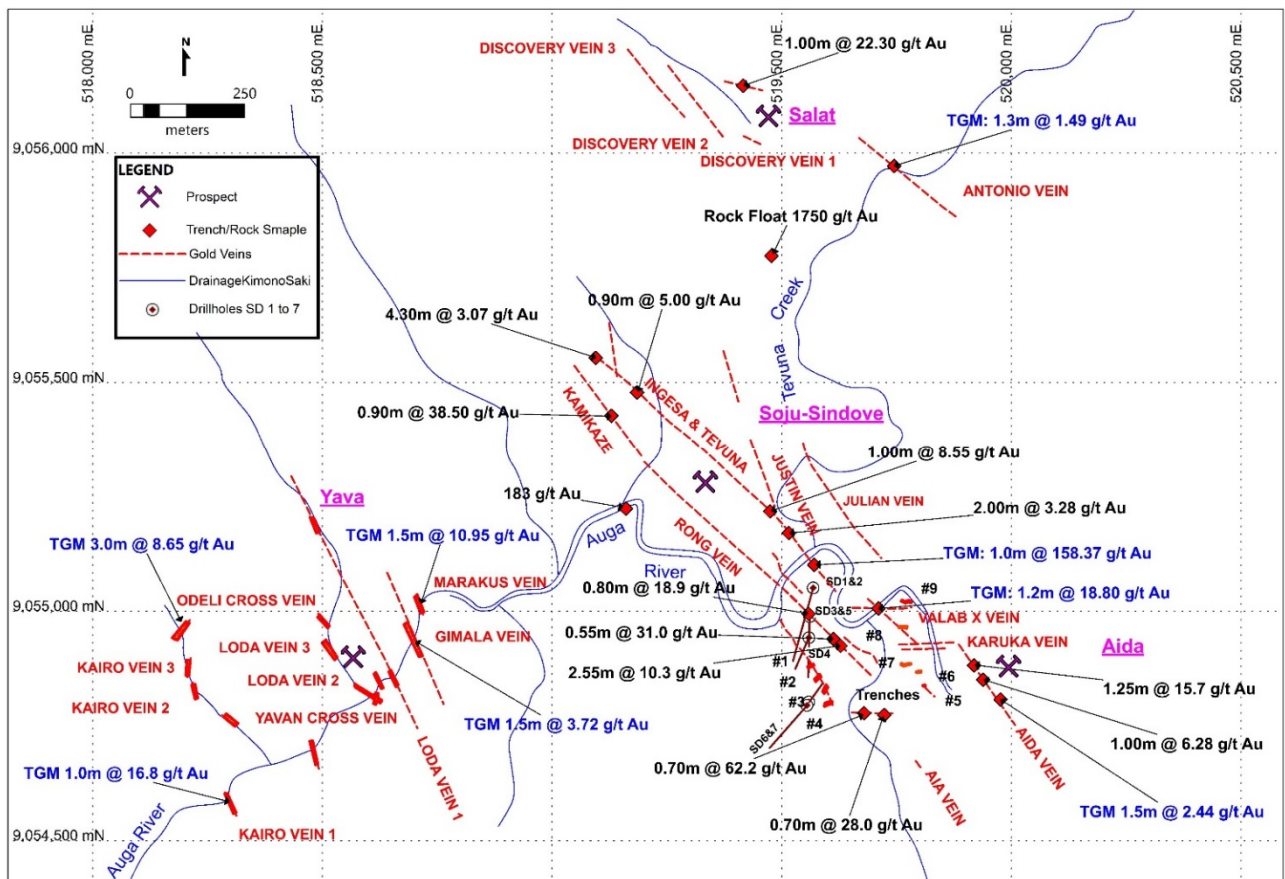 518,000 mE
518,500 mE
519,500 mE
520,000 mE
520,500 mE
N
0 250
meters
9,056,000 mN
9,055,500 mN
9,055,000 mN
9,054,500 mN
LEGEND
Prospect
Trench/Rock Smaple
Gold Veins
DrainageKimonoSaki
Drillholes SD 1 to 7
DISCOVERY VEIN 3
1.00m @ 22.30 g/t Au
Salat
TGM: 1.3m @ 1.49 g/t Au
DISCOVERY VEIN 2
DISCOVERY VEIN 1
ANTONIO VEIN
Rock Float 1750 g/t Au
Tevuna Creek
0.90m @ 5.00 g/t Au
4.30m @ 3.07 g/t Au
0.90m @ 38.50 g/t Au
KAMIKAZE
INGESA & TEVUNA
Soju-Sindove
1.00m @ 8.55 g/t Au
JUSTIN VEIN
JULIAN VEIN
2.00m @ 3.28 g/t Au
183 g/t Au
Auga River
RONG VEIN
TGM: 1.0m @ 158.37 g/t Au
TGM: 1.2m @ 18.80 g/t Au
0.80m @ 18.9 g/t Au
SD1&2
SD3&5
SD4
SD6&7
0.55m @ 31.0 g/t Au
2.55m @ 10.3 g/t Au
#1
#2
#3
#4
#5
#6
#7
#8
#9
VALAB X VEIN
KARUKA VEIN
Aida
1.25m @ 15.7 g/t Au
1.00m @ 6.28 g/t Au
TGM 1.5m @ 2.44 g/t Au
AIDA VEIN
AIA VEIN
Trenches
0.70m @ 62.2 g/t Au
0.70m @ 28.0 g/t Au
Yava
TGM 3.0m @ 8.65 g/t Au
TGM 1.5m @ 10.95 g/t Au
MARAKUS VEIN
ODELI CROSS VEIN
GIMALA VEIN
LODA VEIN 3
KAIRO VEIN 3
LODA VEIN 2
KAIRO VEIN 2
YAVAN CROSS VEIN
TGM 1.5m @ 3.72 g/t Au
LODA VEIN 1
TGM 1.0m @ 16.8 g/t Au
KAIRO VEIN 1
Auga River